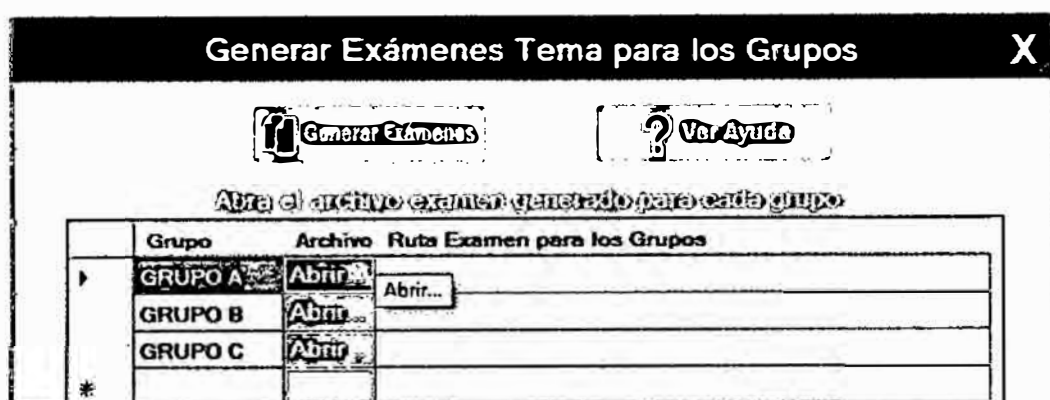 Generar Exámenes Tema para los Grupos X
Generar Exámenes ? Ver Ayuda
Abra el archivo examen generado para cada grupo
Grupo Archivo Ruta Examen para los Grupos
GRUPO A Abrir...
Abrir...
GRUPO B Abrir...
GRUPO C Abrir...
*